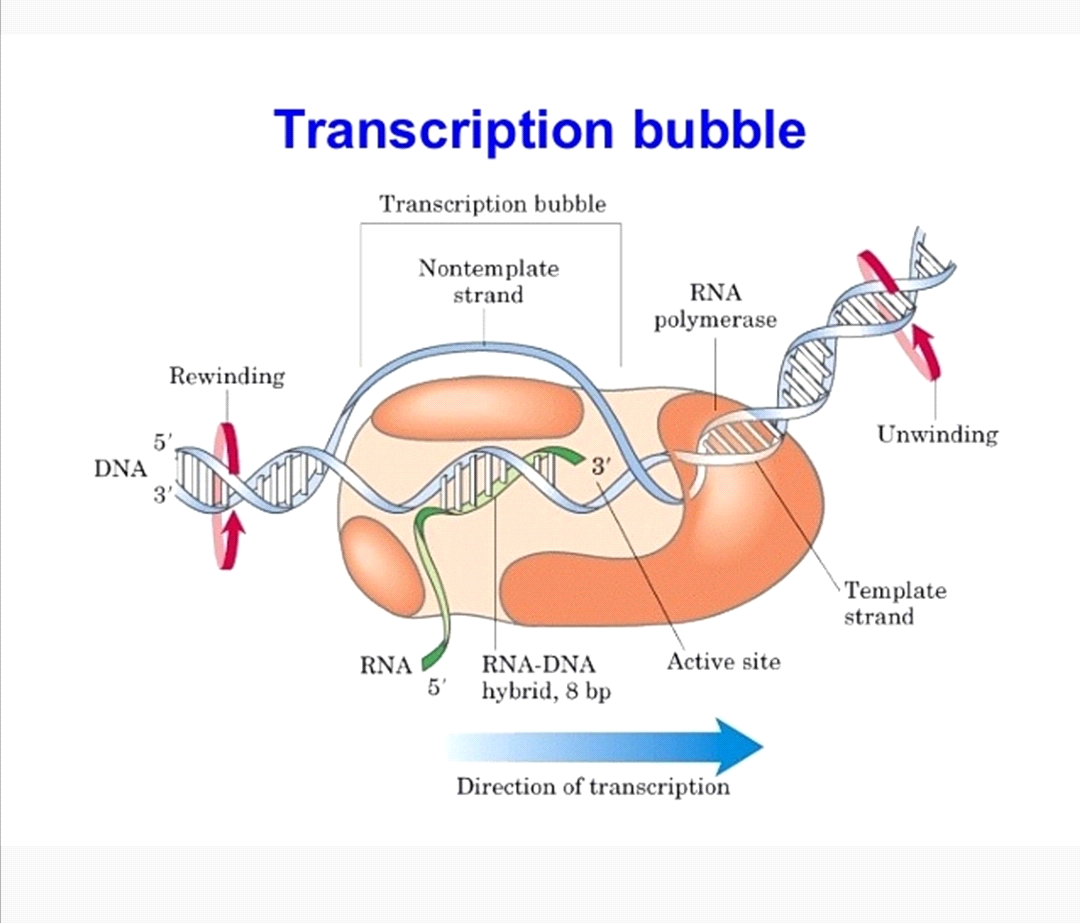 Transcription bubble
Transcription bubble
Nontemplate
strand
RNA
polymerase
Rewinding
Unwinding
5′
DNA
3′
3′
Template
strand
RNA
5′
RNA-DNA
hybrid, 8 bp
Active site
Direction of transcription